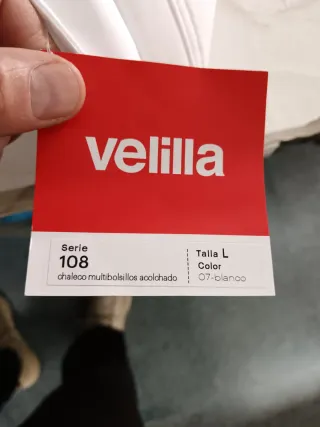 velilla
Serie
108
chaleco multibolsillos acolchado
Talla L
Color
07-blanco